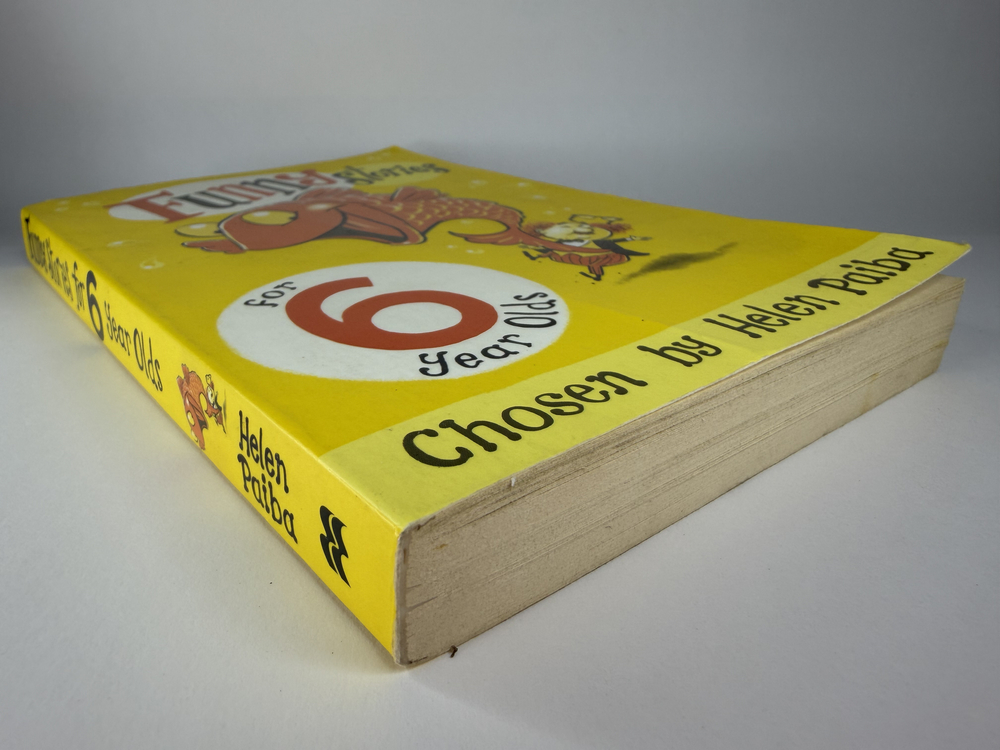 Funny Stories
for
6
Year Olds
Chosen by Helen Paiba
Funny Stories for 6 Year Olds
Helen
Paiba